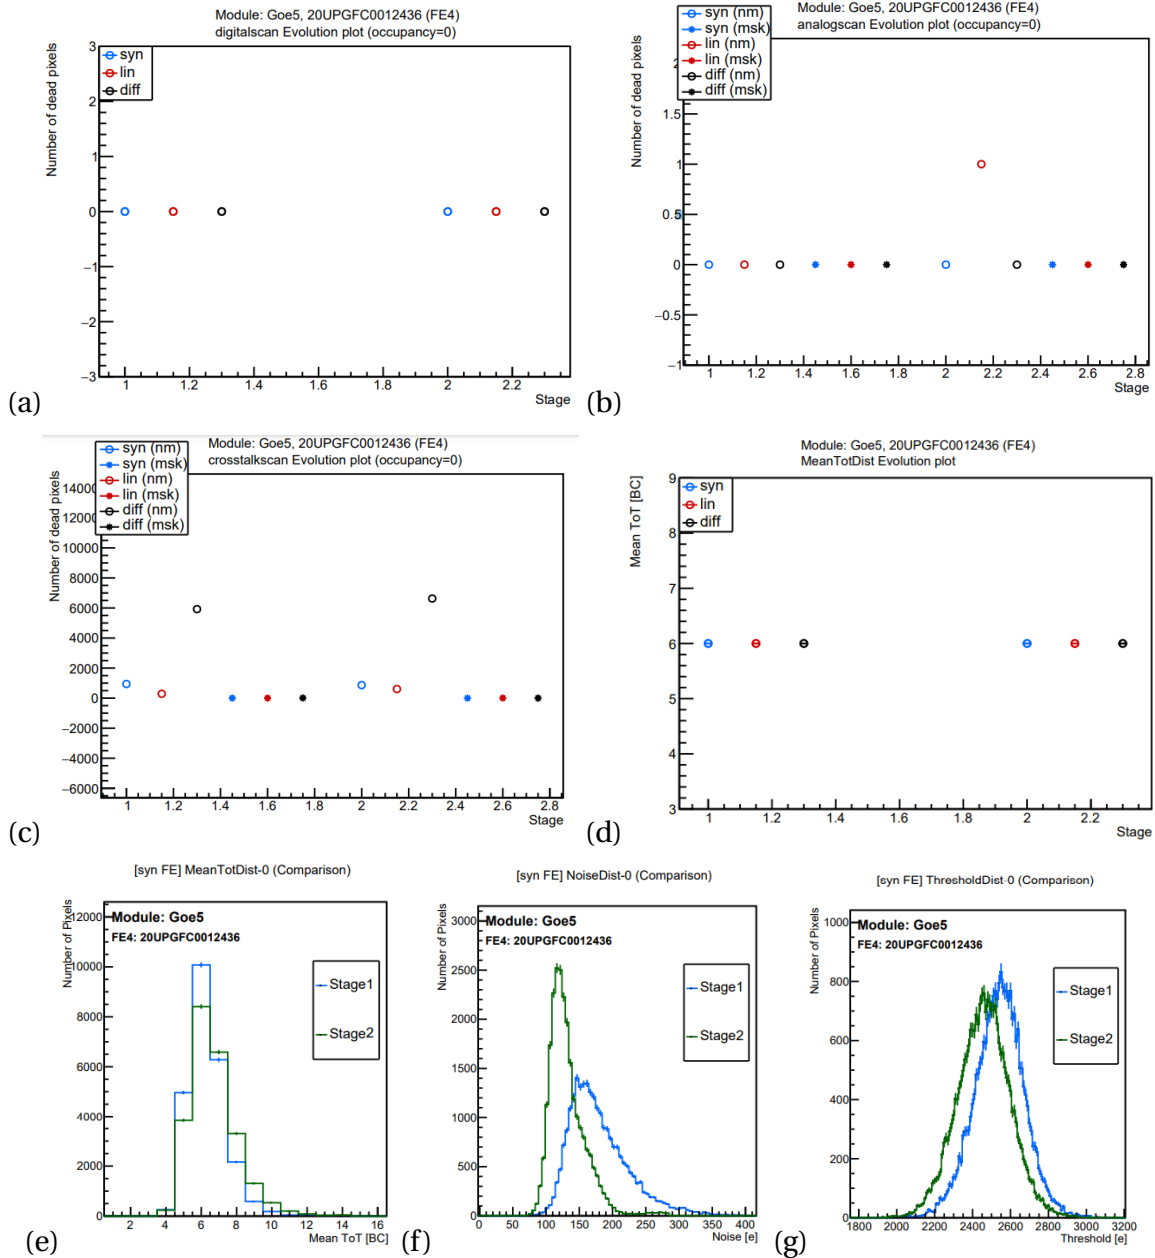 Module: Goe5, 20UPGFC0012436 (FE4)
digitalscan Evolution plot (occupancy=0)
Number of dead pixels
syn
lin
diff
3
2
1
0
−1
−2
−3
1 1.2 1.4 1.6 1.8 2 2.2
Stage
(a)
Module: Goe5, 20UPGFC0012436 (FE4)
analogscan Evolution plot (occupancy=0)
Number of dead pixels
syn (nm)
syn (msk)
lin (nm)
lin (msk)
diff (nm)
diff (msk)
2
1.5
1
0.5
0
−0.5
−1
1 1.2 1.4 1.6 1.8 2 2.2 2.4 2.6 2.8
Stage
(b)
Module: Goe5, 20UPGFC0012436 (FE4)
crosstalkscan Evolution plot (occupancy=0)
Number of dead pixels
syn (nm)
syn (msk)
lin (nm)
lin (msk)
diff (nm)
diff (msk)
14000
12000
10000
8000
6000
4000
2000
0
−2000
−4000
−6000
1 1.2 1.4 1.6 1.8 2 2.2 2.4 2.6 2.8
Stage
(c)
Module: Goe5, 20UPGFC0012436 (FE4)
MeanTotDist Evolution plot
Mean ToT [BC]
syn
lin
diff
9
8
7
6
5
4
3
1 1.2 1.4 1.6 1.8 2 2.2
Stage
(d)
[syn FE] MeanTotDist-0 (Comparison)
Number of Pixels
Module: Goe5
FE4: 20UPGFC0012436
Stage1
Stage2
12000
10000
8000
6000
4000
2000
0
2 4 6 8 10 12 14 16
Mean ToT [BC]
(e)
[syn FE] NoiseDist-0 (Comparison)
Number of Pixels
Module: Goe5
FE4: 20UPGFC0012436
Stage1
Stage2
3000
2500
2000
1500
1000
500
0
0 50 100 150 200 250 300 350 400
Noise [e]
(f)
[syn FE] ThresholdDist-0 (Comparison)
Number of Pixels
Module: Goe5
FE4: 20UPGFC0012436
Stage1
Stage2
1000
800
600
400
200
0
1800 2000 2200 2400 2600 2800 3000 3200
Threshold [e]
(g)